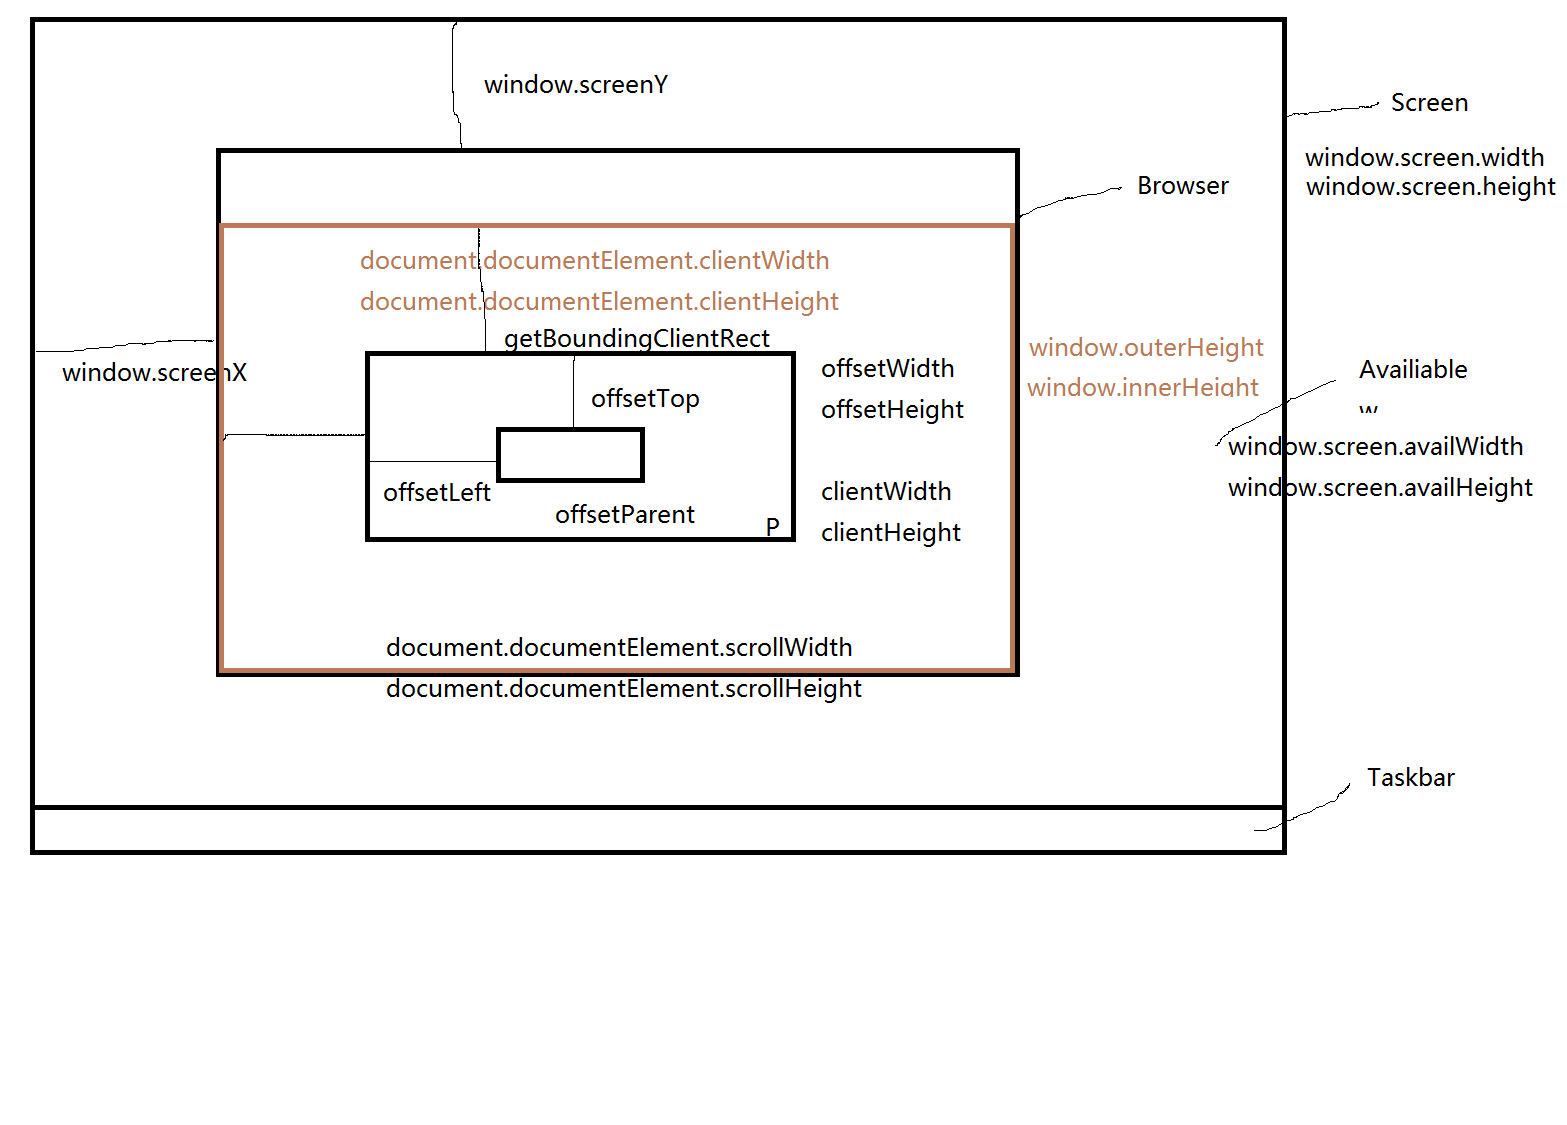 window.screenY
Screen
window.screen.width
window.screen.height
Browser
document.documentElement.clientWidth
document.documentElement.clientHeight
getBoundingClientRect
window.outerHeight
window.innerHeight
window.screenX
offsetWidth
offsetHeight
Availiable
w
window.screen.availWidth
window.screen.availHeight
offsetTop
offsetLeft
offsetParent
P
clientWidth
clientHeight
document.documentElement.scrollWidth
document.documentElement.scrollHeight
Taskbar